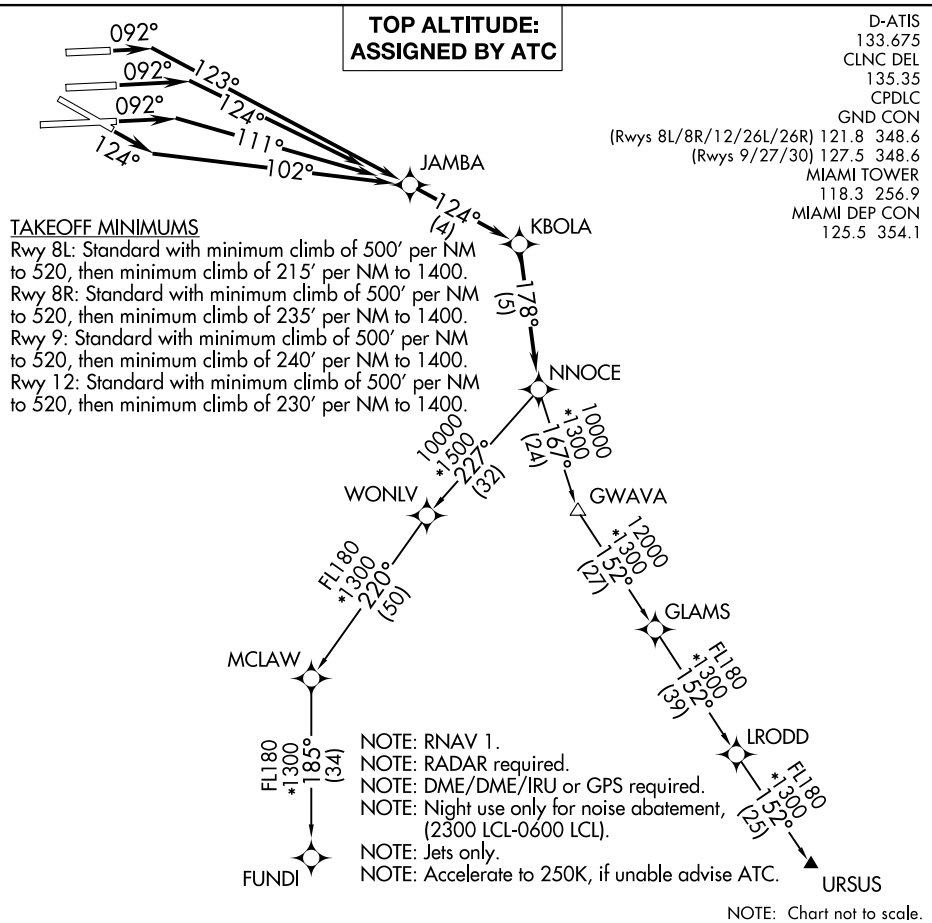 TOP ALTITUDE:
ASSIGNED BY ATC
D-ATIS
133.675
CLNC DEL
135.35
CPDLC
GND CON
(Rwys 8L/8R/12/26L/26R) 121.8 348.6
(Rwys 9/27/30) 127.5 348.6
MIAMI TOWER
118.3 256.9
MIAMI DEP CON
125.5 354.1
092°
123°
092°
124°
092°
111°
124°
102°
JAMBA
124°
(4)
KBOLA
178°
(5)
NNOCE
TAKEOFF MINIMUMS
Rwy 8L: Standard with minimum climb of 500' per NM
to 520, then minimum climb of 215' per NM to 1400.
Rwy 8R: Standard with minimum climb of 500' per NM
to 520, then minimum climb of 235' per NM to 1400.
Rwy 9: Standard with minimum climb of 500' per NM
to 520, then minimum climb of 240' per NM to 1400.
Rwy 12: Standard with minimum climb of 500' per NM
to 520, then minimum climb of 230' per NM to 1400.
10000
*1500
227°
(32)
WONLV
FL180
*1300
220°
(50)
MCLAW
FL180
*1300
185°
(34)
FUNDI
10000
*1300
167°
(24)
GWAVA
12000
*1300
152°
(27)
GLAMS
FL180
*1300
152°
(39)
LRODD
FL180
*1300
152°
(25)
URSUS
NOTE: RNAV 1.
NOTE: RADAR required.
NOTE: DME/DME/IRU or GPS required.
NOTE: Night use only for noise abatement,
(2300 LCL-0600 LCL).
NOTE: Jets only.
NOTE: Accelerate to 250K, if unable advise ATC.
NOTE: Chart not to scale.